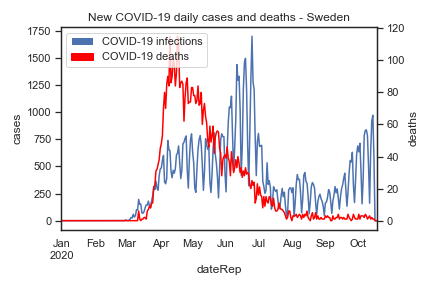 New COVID-19 daily cases and deaths - Sweden
COVID-19 infections
COVID-19 deaths
1750
1500
1250
1000
750
500
250
0
cases
120
100
80
60
40
20
0
deaths
Jan Feb Mar Apr May Jun Jul Aug Sep Oct
2020
dateRep